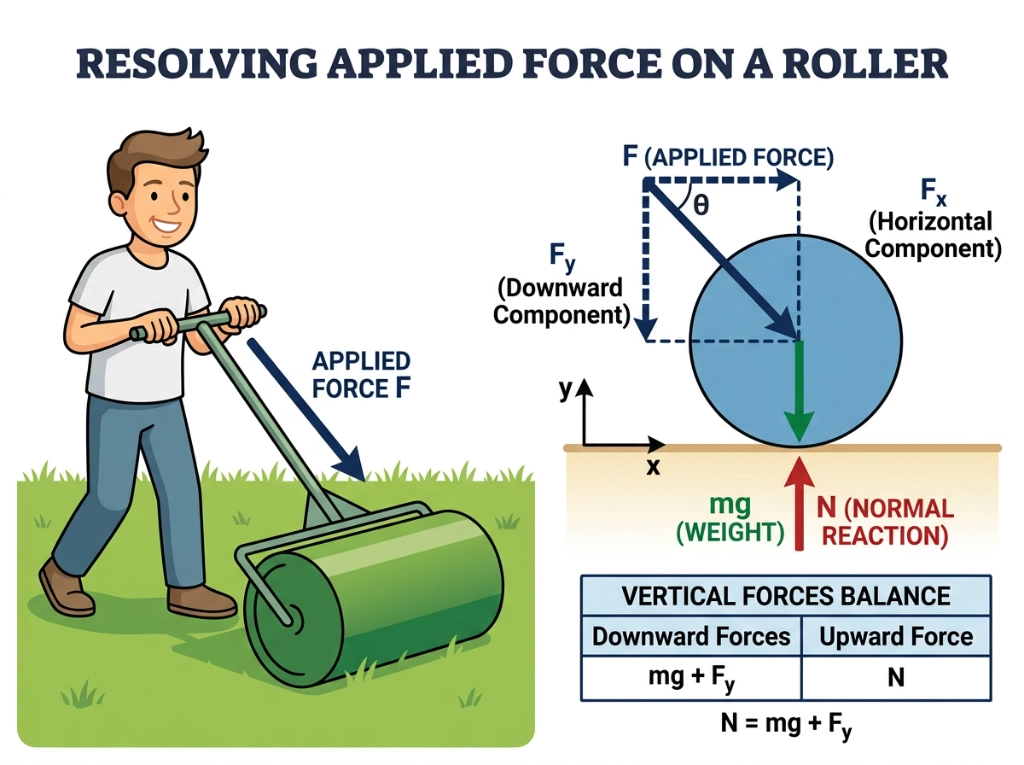 RESOLVING APPLIED FORCE ON A ROLLER
APPLIED
FORCE F
F (APPLIED FORCE)
θ
Fx
(Horizontal
Component)
Fy
(Downward
Component)
y
x
mg
(WEIGHT)
N (NORMAL
REACTION)
VERTICAL FORCES BALANCE
Downward Forces
Upward Force
mg + Fy
N
N = mg + Fy